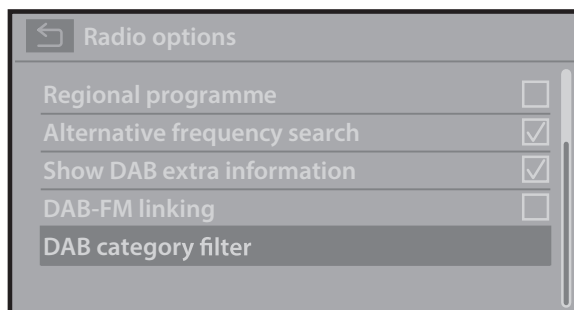 Radio options
Regional programme
Alternative frequency search
Show DAB extra information
DAB-FM linking
DAB category filter